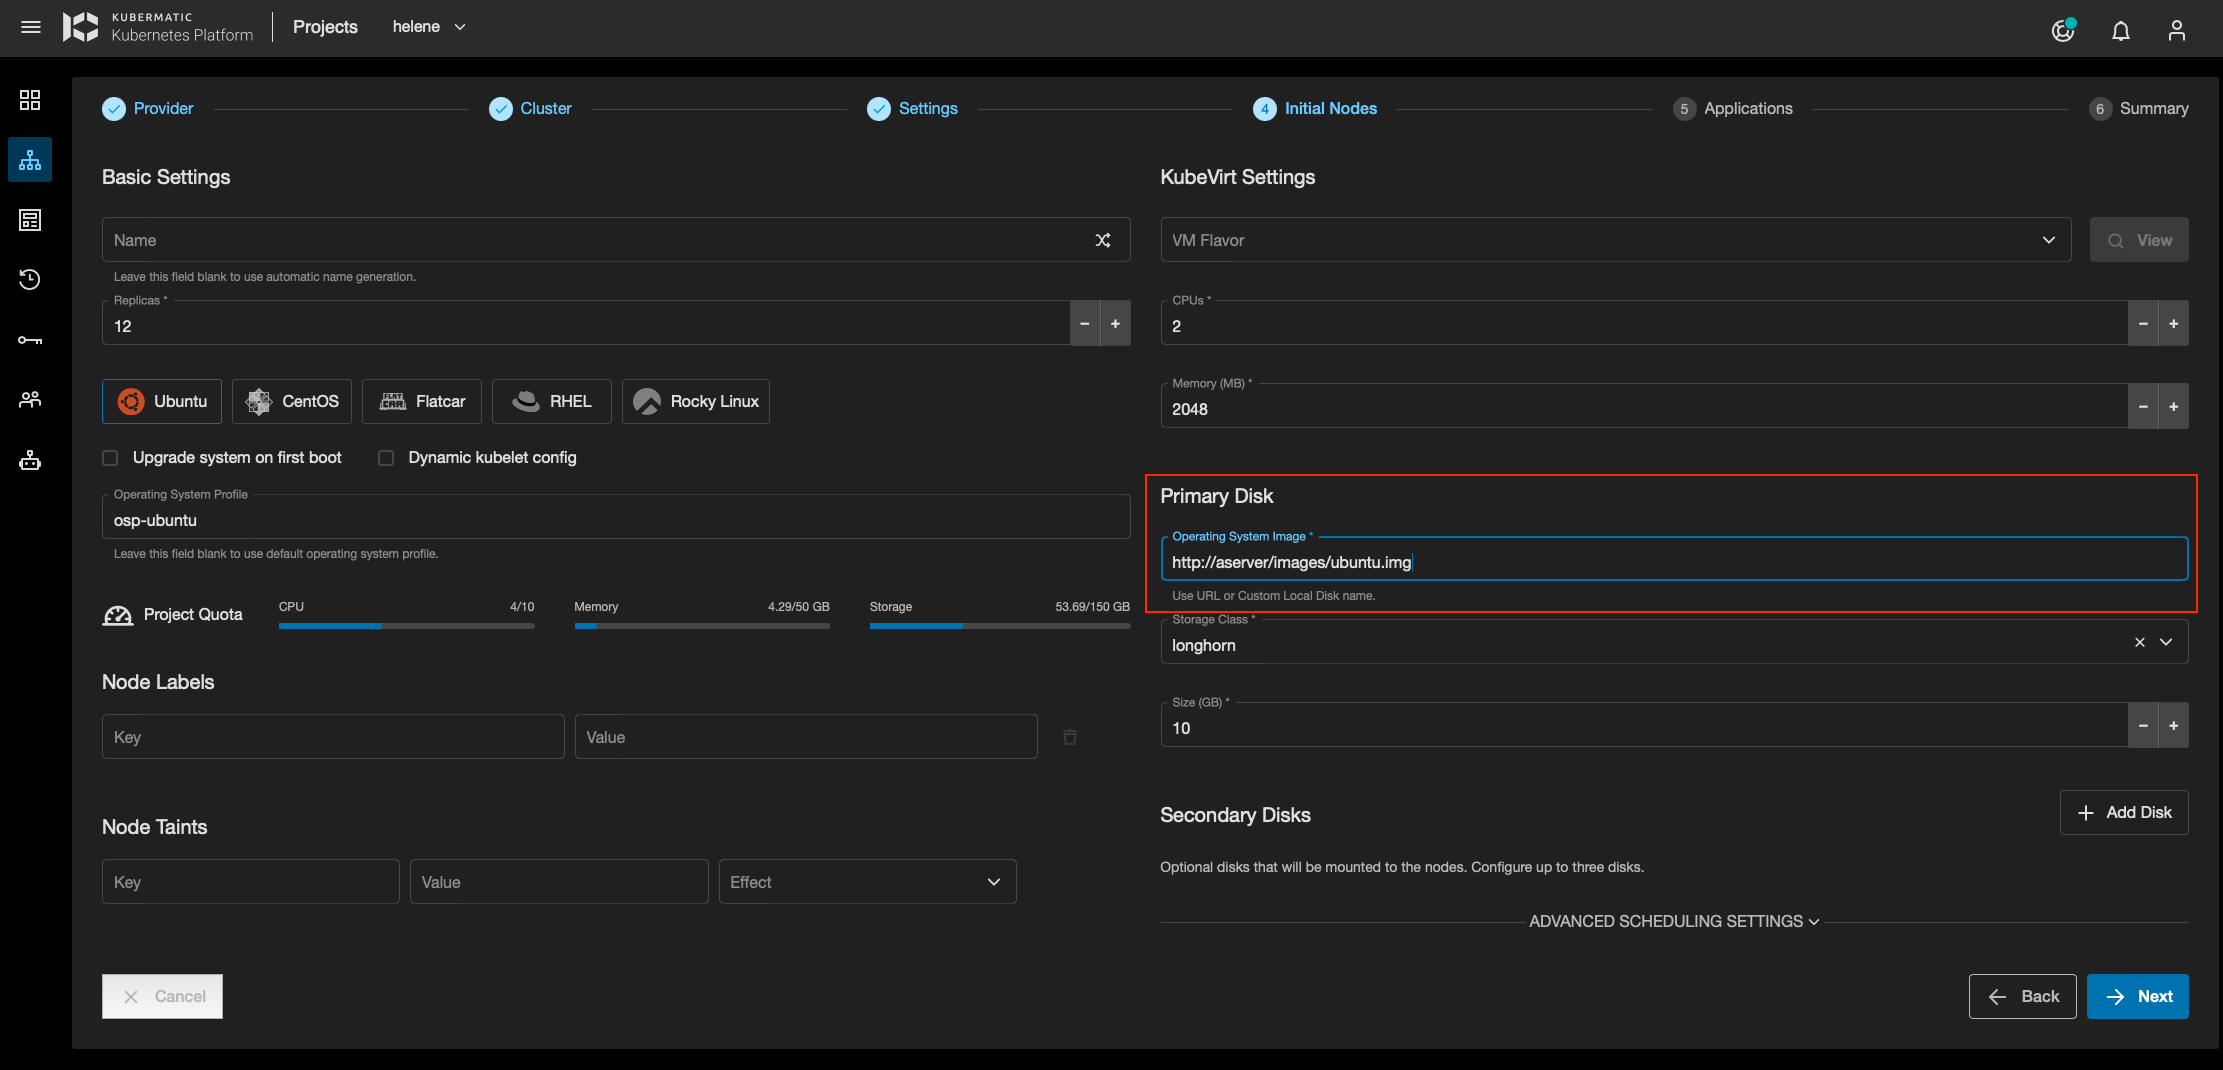 KUBERMATIC
Kubernetes Platform
Projects
helene
Provider
Cluster
Settings
4 Initial Nodes
5 Applications
6 Summary
Basic Settings
Name
Leave this field blank to use automatic name generation.
Replicas *
12
Ubuntu
CentOS
FLAT CAR Flatcar
RHEL
Rocky Linux
Upgrade system on first boot
Dynamic kubelet config
Operating System Profile
osp-ubuntu
Leave this field blank to use default operating system profile.
Project Quota
CPU 4/10
Memory 4.29/50 GB
Storage 53.69/150 GB
Node Labels
Key
Value
Node Taints
Key
Value
Effect
Cancel
KubeVirt Settings
VM Flavor
View
CPUs *
2
Memory (MB) *
2048
Primary Disk
Operating System Image *
http://aserver/images/ubuntu.img
Use URL or Custom Local Disk name.
Storage Class *
longhorn
Size (GB) *
10
Secondary Disks
Add Disk
Optional disks that will be mounted to the nodes. Configure up to three disks.
ADVANCED SCHEDULING SETTINGS
Back
Next